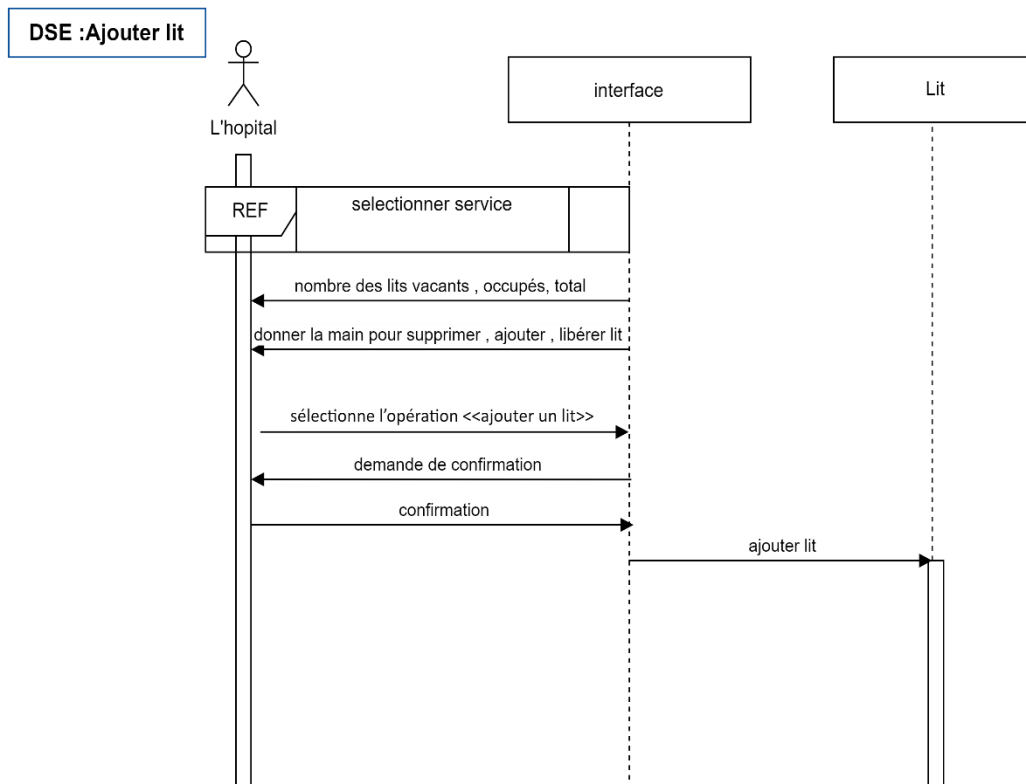 DSE :Ajouter lit
L'hopital
interface
Lit
REF
selectionner service
nombre des lits vacants , occupés, total
donner la main pour supprimer , ajouter , libérer lit
sélectionne l'opération <<ajouter un lit>>
demande de confirmation
confirmation
ajouter lit